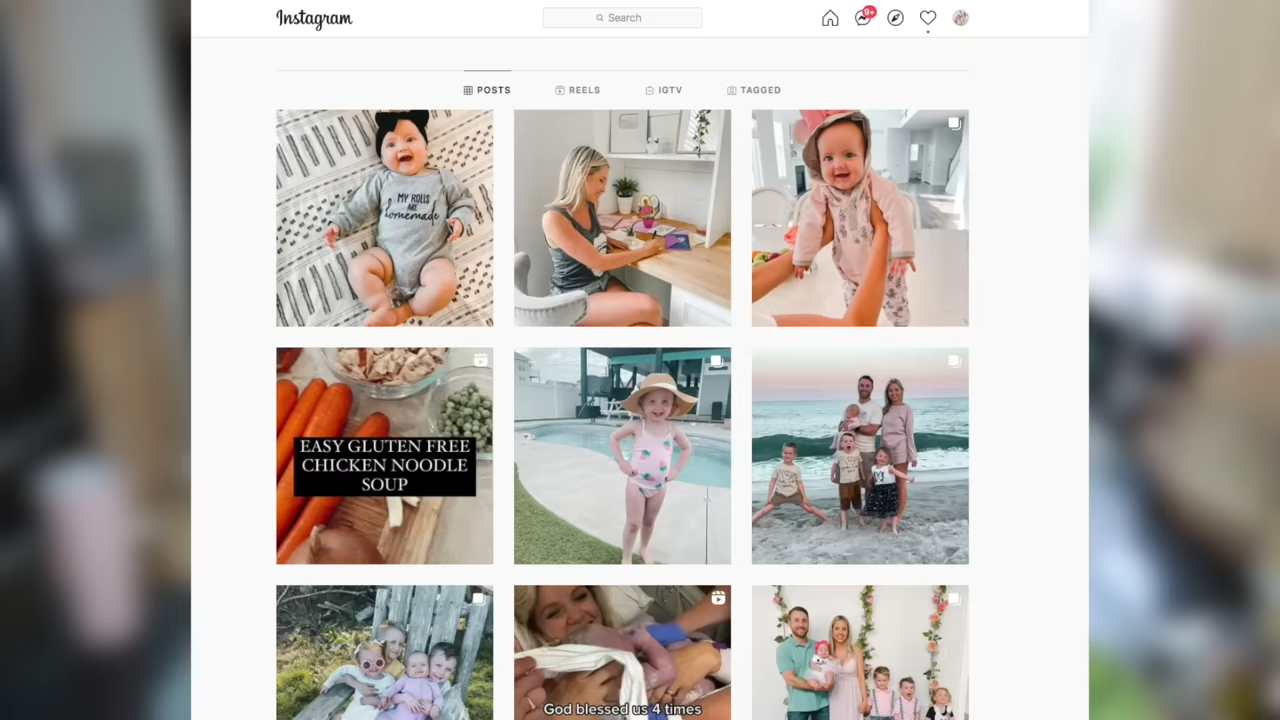 Instagram
Search
9+
POSTS
REELS
IGTV
TAGGED
MY ROLLS
ARE
homemade
EASY GLUTEN FREE
CHICKEN NOODLE
SOUP
God blessed us 4 times